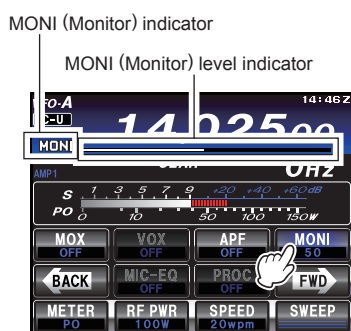 MONI (Monitor) indicator
MONI (Monitor) level indicator
VFO-A 14:46Z
C-U 14,025,00
MONI
AMP1 0Hz
S 1 3 5 7 9 +20 +40 +60dB
PO 0 10 50 100 150W
MOX VOX APF MONI
OFF OFF OFF 50
BACK MIC-EQ PROC FWD
OFF
METER RF PWR SPEED SWEEP
PO 100W 20wpm